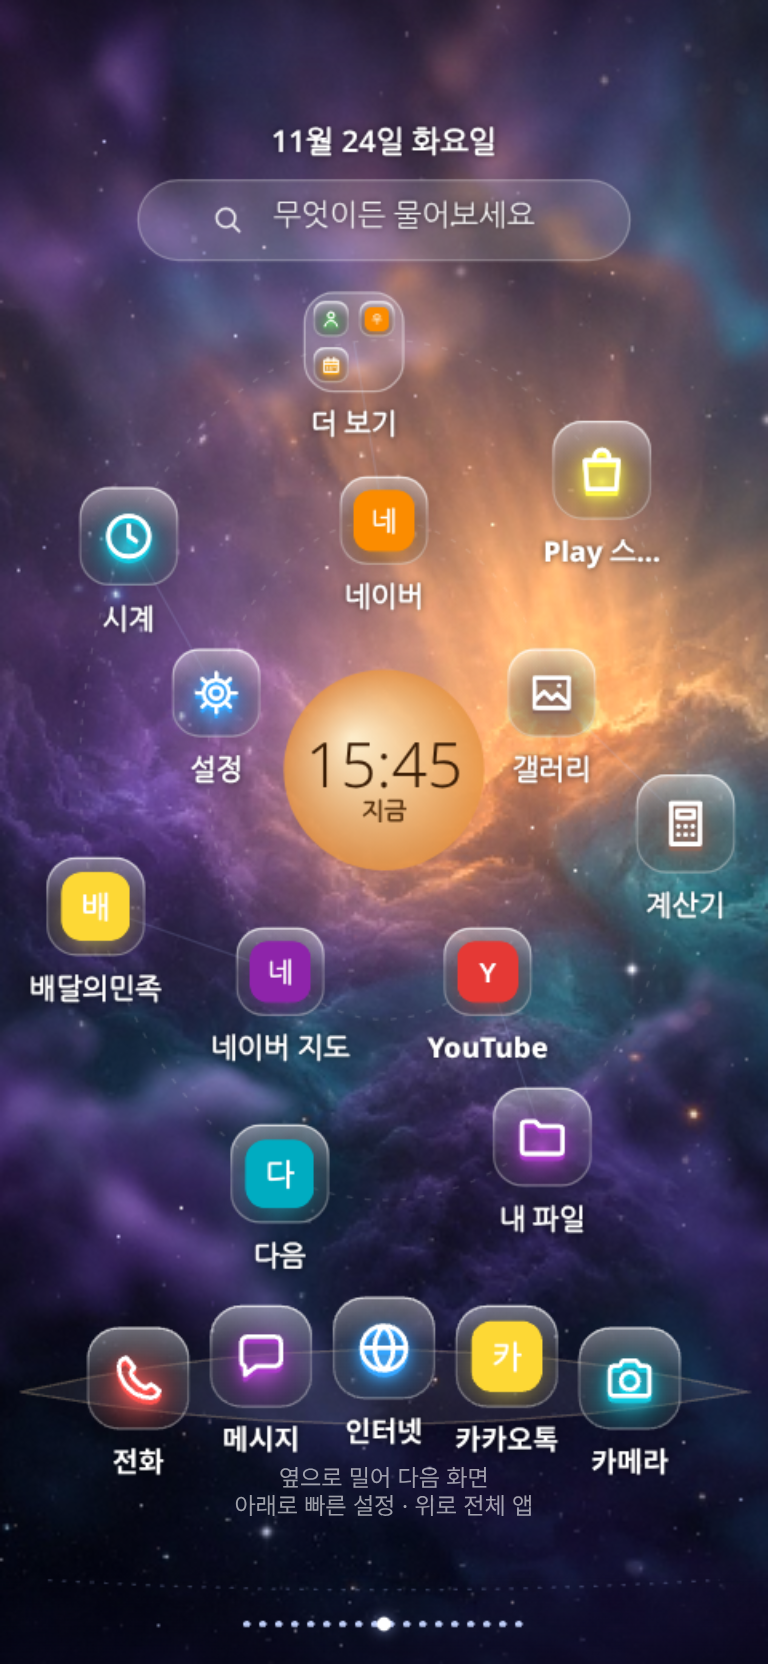 11월 24일 화요일
무엇이든 물어보세요
더 보기
Play 스...
시계
네
네이버
설정
갤러리
15:45
지금
계산기
배
배달의민족
네
네이버 지도
Y
YouTube
내 파일
다
다음
전화
메시지
인터넷
카
카카오톡
카메라
옆으로 밀어 다음 화면
아래로 빠른 설정 · 위로 전체 앱